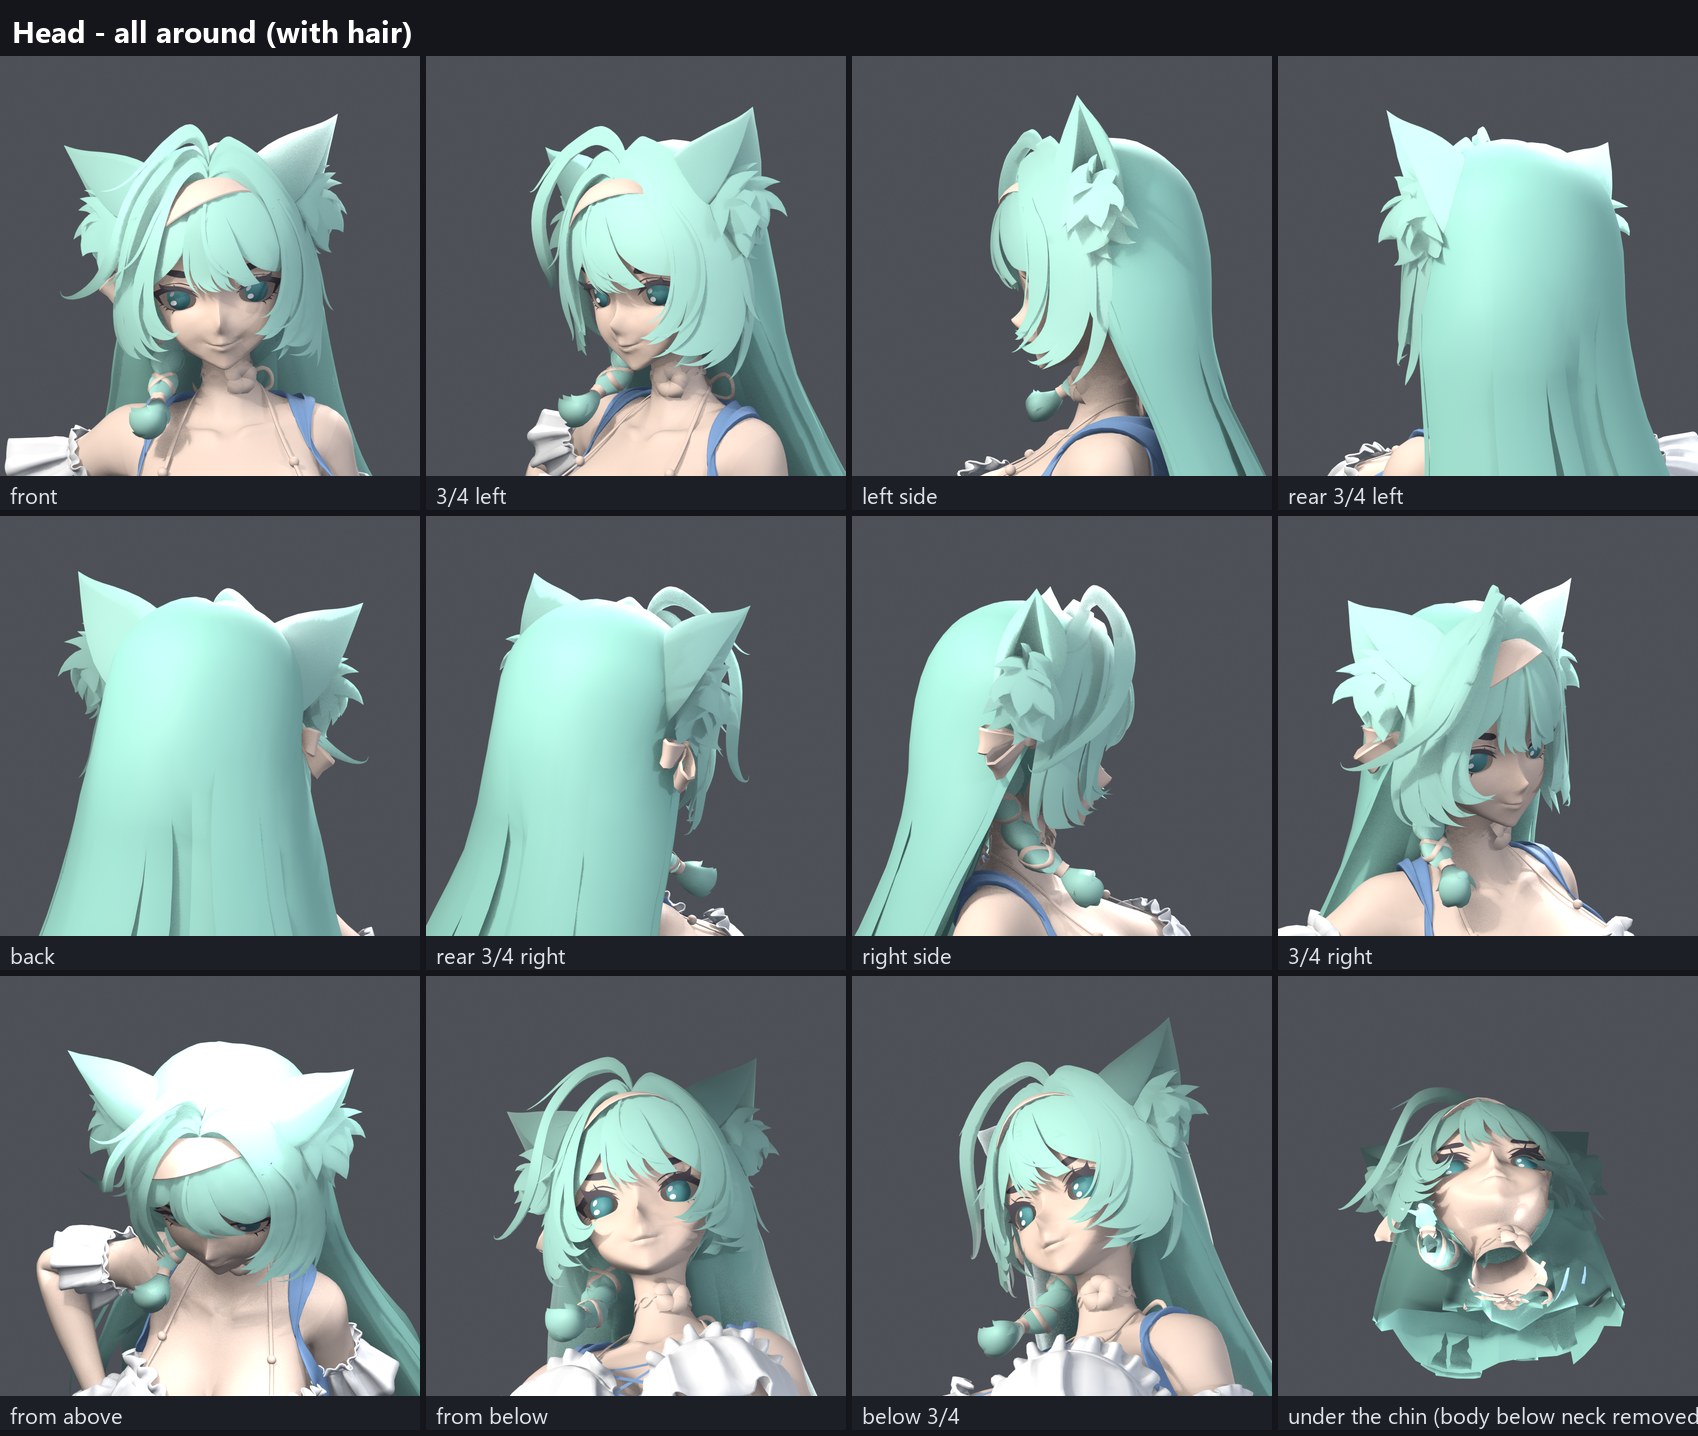 Head - all around (with hair)
front
3/4 left
left side
rear 3/4 left
back
rear 3/4 right
right side
3/4 right
from above
from below
below 3/4
under the chin (body below neck removed